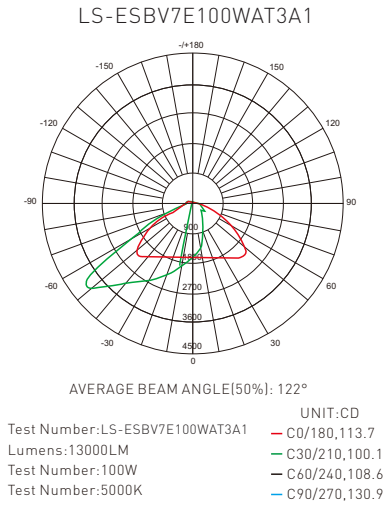 LS-ESBV7E100WAT3A1
-/+180
-150
150
-120
120
-90
90
900
1800
2700
-60
60
3600
-30
30
4500
0
AVERAGE BEAM ANGLE(50%): 122°
UNIT:CD
Test Number:LS-ESBV7E100WAT3A1
C0/180,113.7
Lumens:13000LM
C30/210,100.1
Test Number:100W
C60/240,108.6
Test Number:5000K
C90/270,130.9